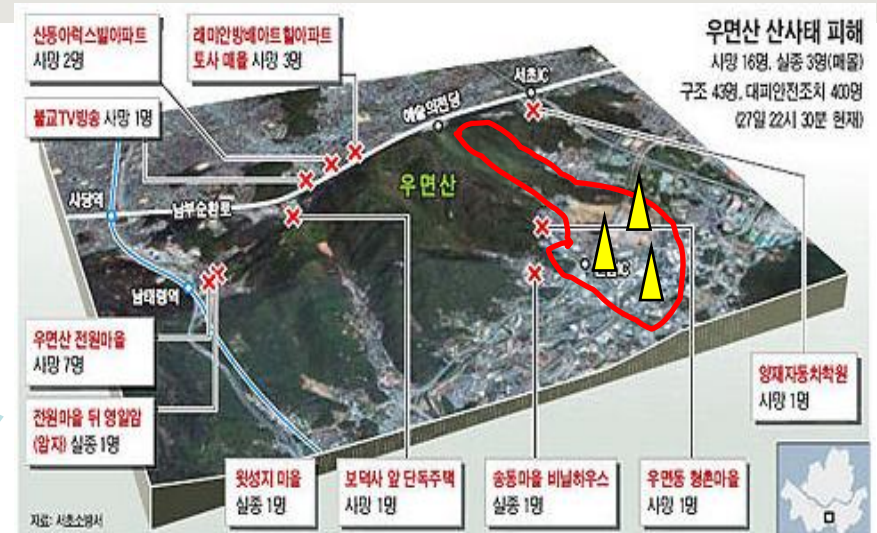 우면산 산사태 피해
사망 16명, 실종 3명(매몰)
구조 43명, 대피안전조치 400명
(27일 22시 30분 현재)
산동아럭스빌아파트
사망 2명
래미안방배아트힐아파트
토사 매몰 사망 3명
불교TV방송 사망 1명
서초IC
예술의전당
우면산
사당역
남부순환로
남태령역
우면산 전원마을
사망 7명
전원마을 뒤 영일암
(암자) 실종 1명
윗성지 마을
실종 1명
보덕사 앞 단독주택
사망 1명
송동마을 비닐하우스
실종 1명
우면동 형촌마을
사망 1명
양재자동차학원
사망 1명
자료: 서초소방서